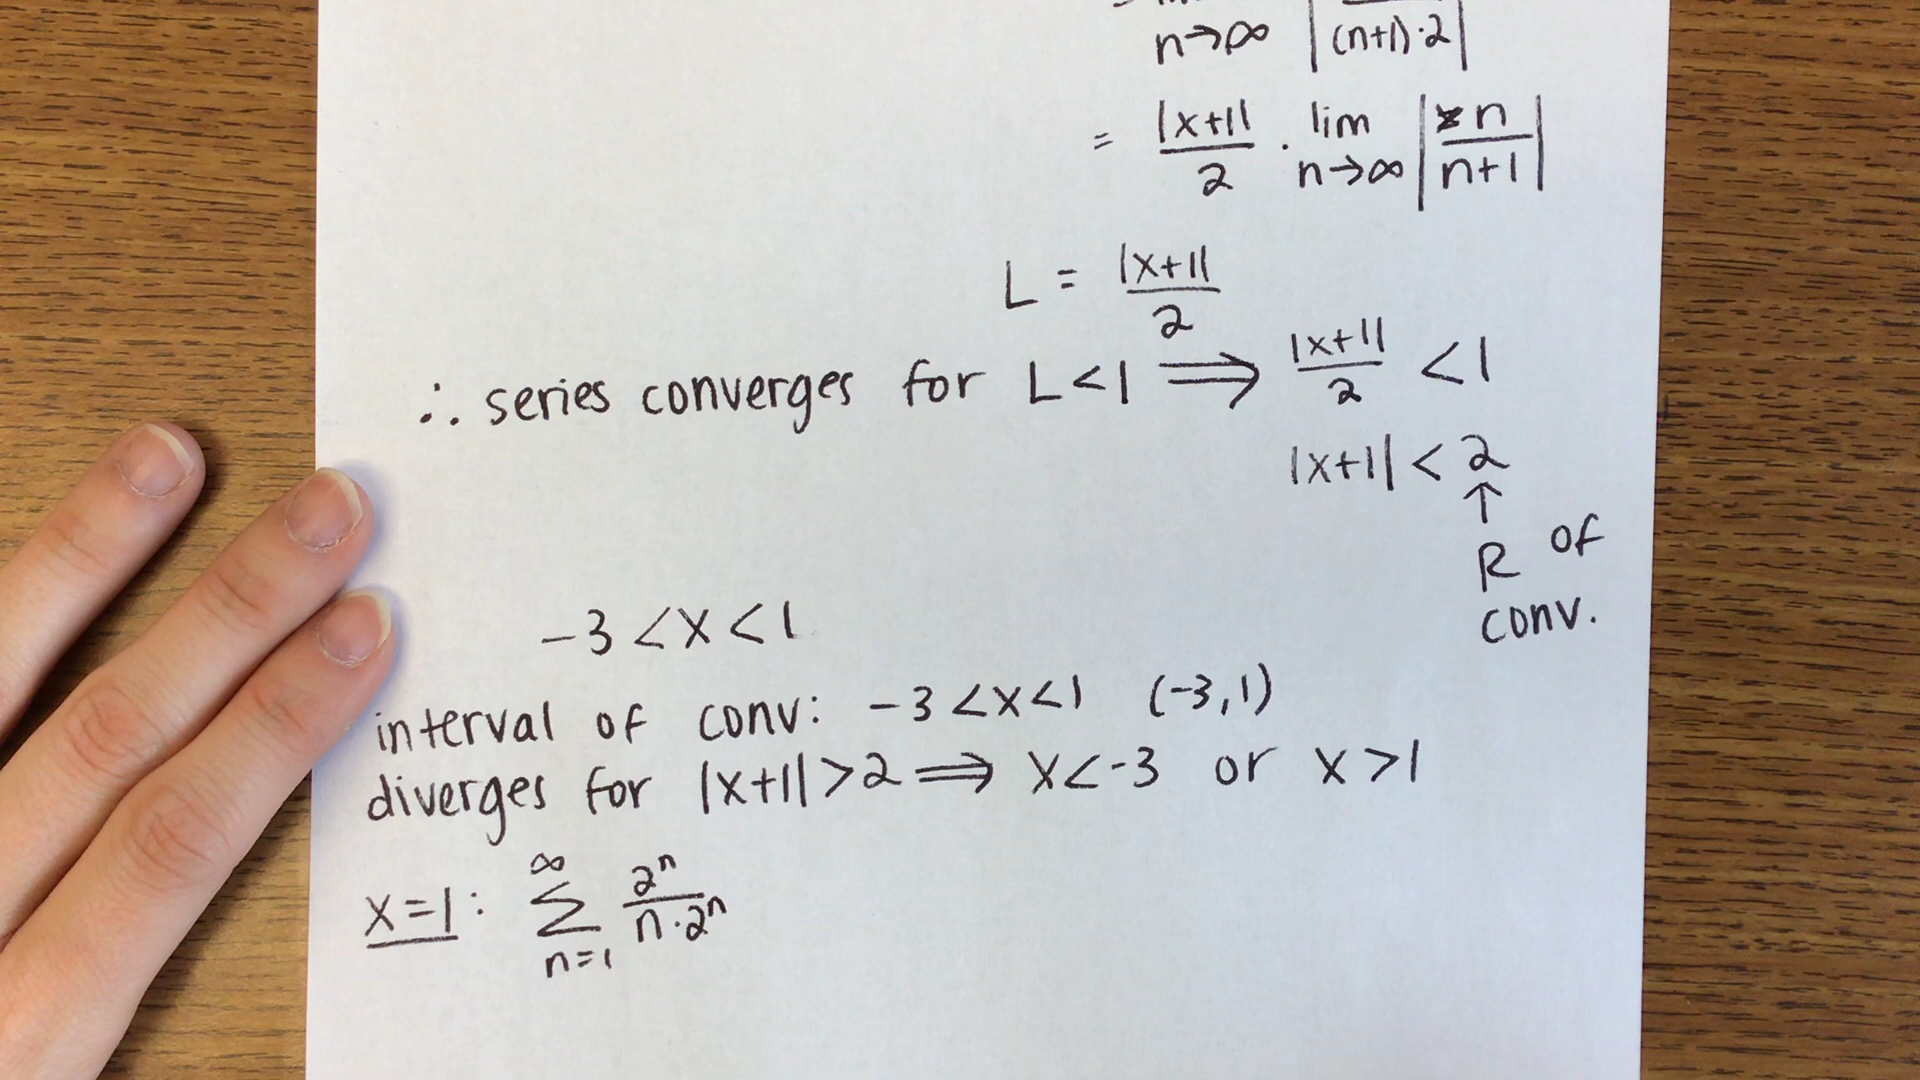 n→∞ |(n+1)·2|
= |x+1|/2 · lim n→∞ |n/n+1|
L = |x+1|/2
∴ series converges for L<1 ⟹ |x+1|/2 <1
|x+1| < 2
↑
R of
conv.
-3<x<1
interval of conv: -3<x<1 (-3,1)
diverges for |x+1|>2 ⟹ x<-3 or x>1
x=1: ∞ ∑ n=1 2ⁿ/n·2ⁿ